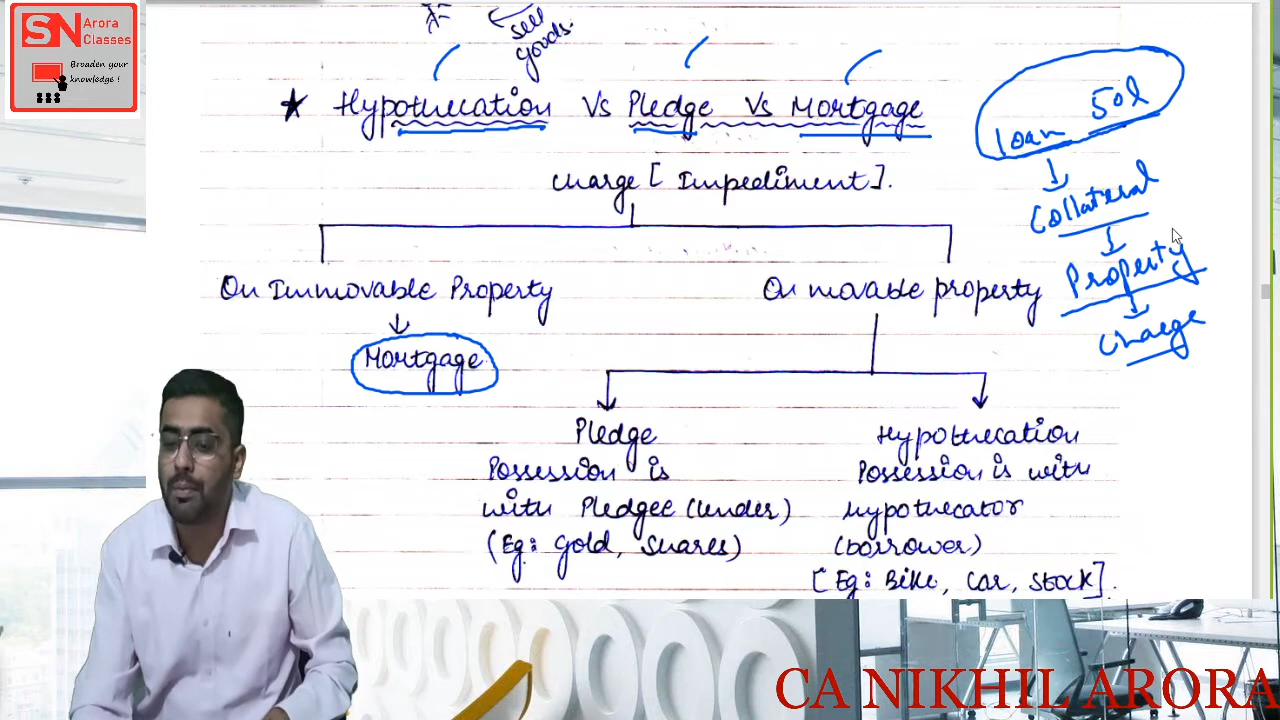 SN Arora Classes
Broaden your knowledge !
sell goods.
★ Hypothecation Vs Pledge Vs Mortgage
charge [ Impediment ].
On Immovable Property
On movable property
Mortgage
Pledge
Possession is
with Pledgee (lender)
(Eg: Gold, Shares)
Hypothecation
Possession is with
hypothecator
(borrower)
[Eg: Bike, Car, Stock].
loan 50l
Collateral
Property
Charge
CA NIKHIL ARORA